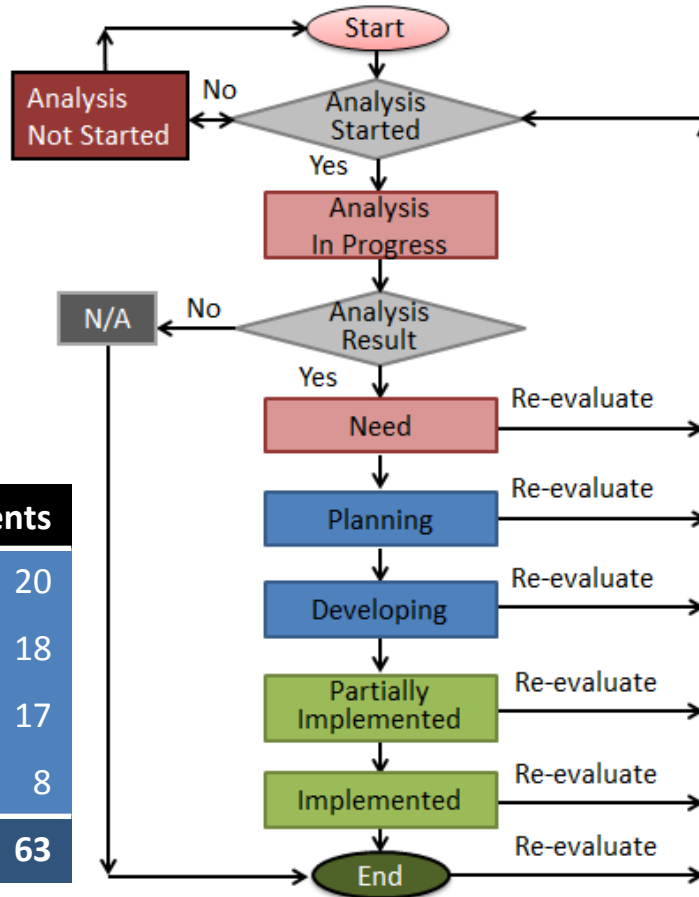 Start
Analysis
Started
No
Analysis
Not Started
Yes
Analysis
In Progress
Analysis
Result
No
N/A
Yes
Need
Re-evaluate
Planning
Re-evaluate
Developing
Re-evaluate
Partially
Implemented
Re-evaluate
Implemented
Re-evaluate
End
Re-evaluate
ents
20
18
17
8
63